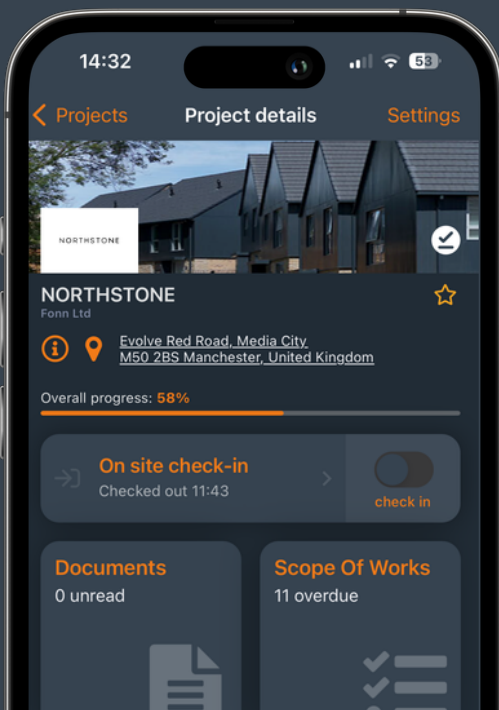 14:32
53
Projects
Project details
Settings
NORTHSTONE
NORTHSTONE
Fonn Ltd
Evolve Red Road, Media City
M50 2BS Manchester, United Kingdom
Overall progress: 58%
On site check-in
Checked out 11:43
check in
Documents
0 unread
Scope Of Works
11 overdue